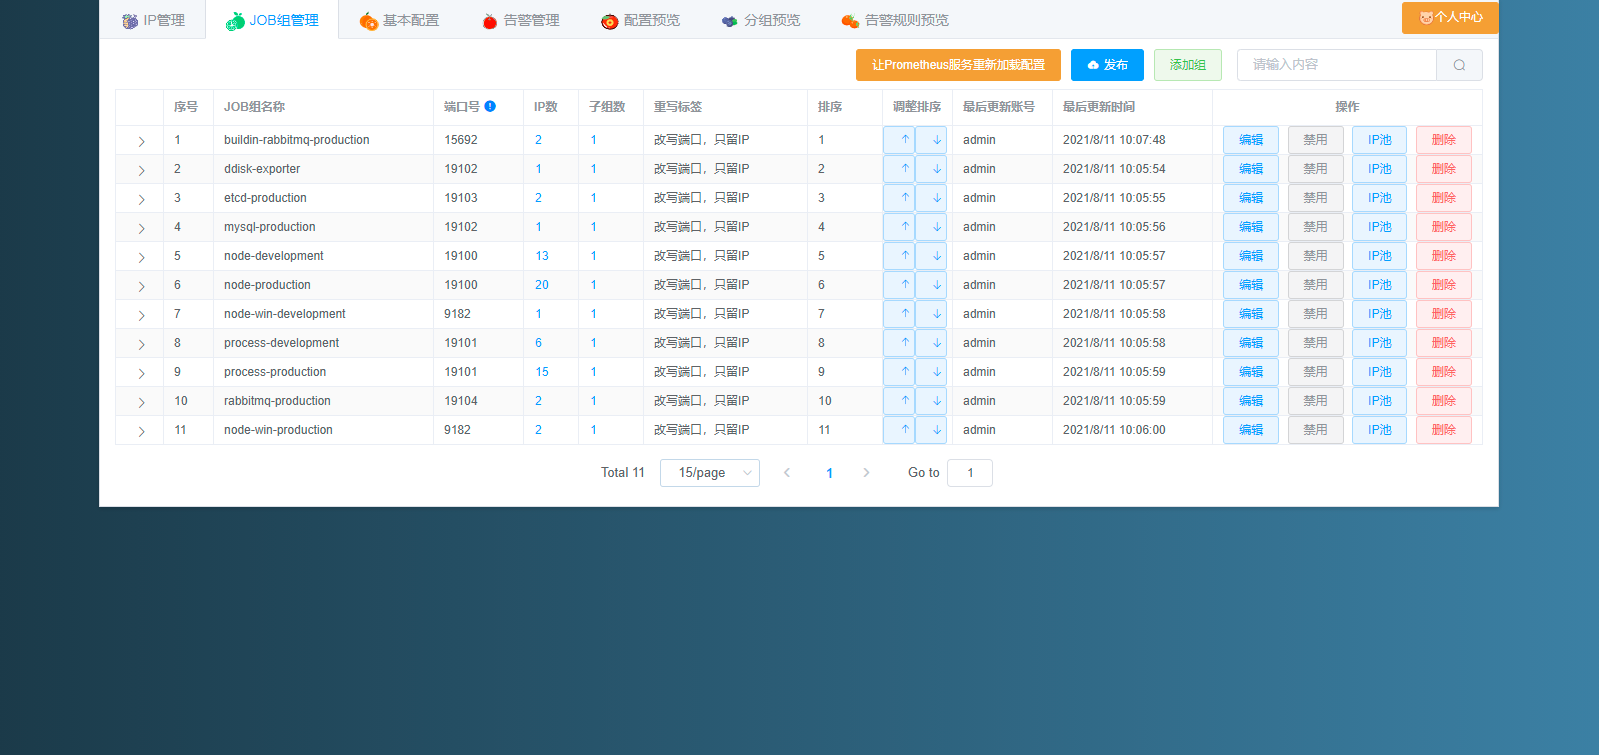 IP管理 JOB组管理 基本配置 告警管理 配置预览 分组预览 告警规则预览 个人中心
让Prometheus服务重新加载配置 发布 添加组 请输入内容
序号 JOB组名称 端口号 IP数 子组数 重写标签 排序 调整排序 最后更新账号 最后更新时间 操作
1 buildin-rabbitmq-production 15692 2 1 改写端口，只留IP 1 ↑ ↓ admin 2021/8/11 10:07:48 编辑 禁用 IP池 删除
2 ddisk-exporter 19102 1 1 改写端口，只留IP 2 ↑ ↓ admin 2021/8/11 10:05:54 编辑 禁用 IP池 删除
3 etcd-production 19103 2 1 改写端口，只留IP 3 ↑ ↓ admin 2021/8/11 10:05:55 编辑 禁用 IP池 删除
4 mysql-production 19102 1 1 改写端口，只留IP 4 ↑ ↓ admin 2021/8/11 10:05:56 编辑 禁用 IP池 删除
5 node-development 19100 13 1 改写端口，只留IP 5 ↑ ↓ admin 2021/8/11 10:05:57 编辑 禁用 IP池 删除
6 node-production 19100 20 1 改写端口，只留IP 6 ↑ ↓ admin 2021/8/11 10:05:57 编辑 禁用 IP池 删除
7 node-win-development 9182 1 1 改写端口，只留IP 7 ↑ ↓ admin 2021/8/11 10:05:58 编辑 禁用 IP池 删除
8 process-development 19101 6 1 改写端口，只留IP 8 ↑ ↓ admin 2021/8/11 10:05:58 编辑 禁用 IP池 删除
9 process-production 19101 15 1 改写端口，只留IP 9 ↑ ↓ admin 2021/8/11 10:05:59 编辑 禁用 IP池 删除
10 rabbitmq-production 19104 2 1 改写端口，只留IP 10 ↑ ↓ admin 2021/8/11 10:05:59 编辑 禁用 IP池 删除
11 node-win-production 9182 2 1 改写端口，只留IP 11 ↑ ↓ admin 2021/8/11 10:06:00 编辑 禁用 IP池 删除
Total 11 15/page 1 Go to 1